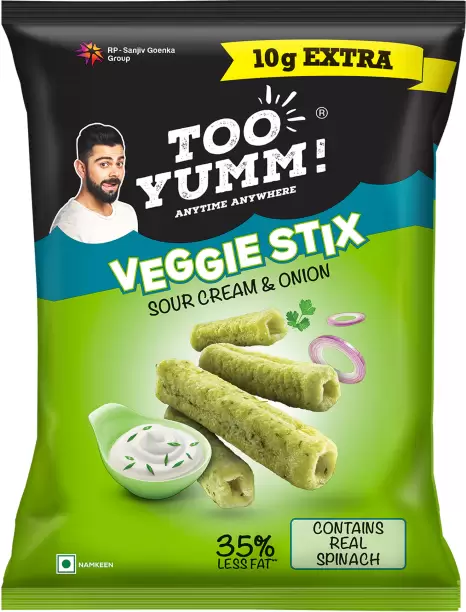 RP - Sanjiv Goenka
Group
10g EXTRA
TOO
YUMM!
®
ANYTIME ANYWHERE
VEGGIE STIX
SOUR CREAM & ONION
35%
LESS FAT**
CONTAINS
REAL
SPINACH
NAMKEEN